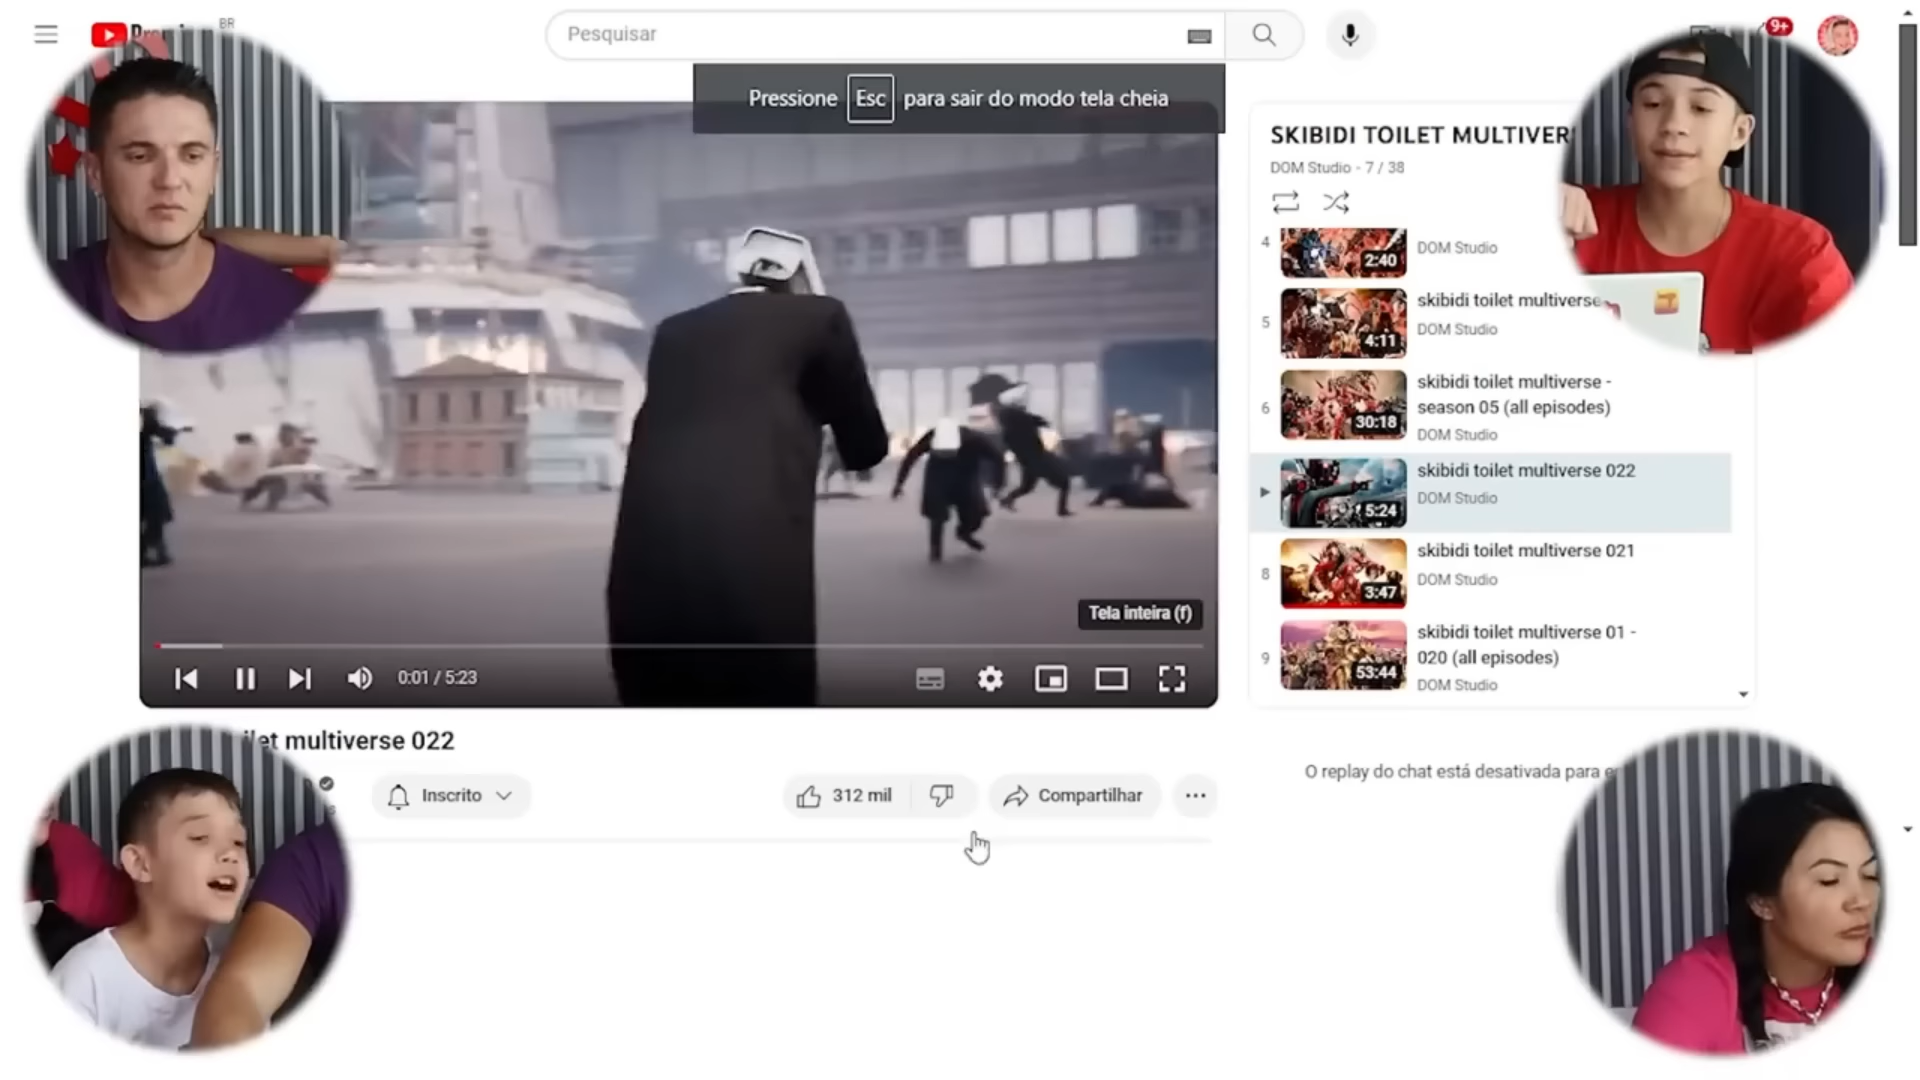 BR
Pesquisar
9+
Pressione Esc para sair do modo tela cheia
SKIBIDI TOILET MULTIVER
DOM Studio - 7 / 38
4
2:40
DOM Studio
5
4:11
skibidi toilet multiverse
DOM Studio
6
30:18
skibidi toilet multiverse -
season 05 (all episodes)
DOM Studio
5:24
skibidi toilet multiverse 022
DOM Studio
8
3:47
skibidi toilet multiverse 021
DOM Studio
9
53:44
skibidi toilet multiverse 01 -
020 (all episodes)
DOM Studio
Tela inteira (f)
0:01 / 5:23
multiverse 022
Inscrito
312 mil
Compartilhar
O replay do chat está desativada para